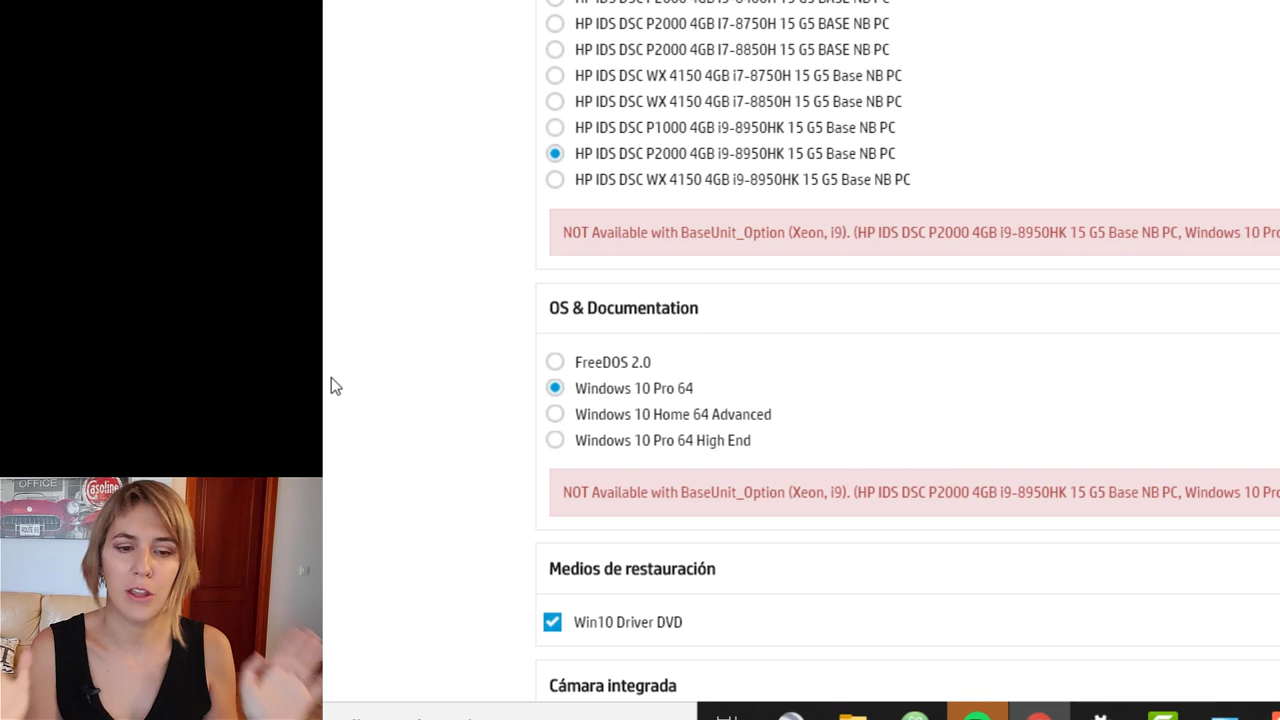 HP IDS DSC P2000 4GB I7-8750H 15 G5 BASE NB PC
HP IDS DSC P2000 4GB I7-8850H 15 G5 BASE NB PC
HP IDS DSC WX 4150 4GB i7-8750H 15 G5 Base NB PC
HP IDS DSC WX 4150 4GB i7-8850H 15 G5 Base NB PC
HP IDS DSC P1000 4GB i9-8950HK 15 G5 Base NB PC
HP IDS DSC P2000 4GB i9-8950HK 15 G5 Base NB PC
HP IDS DSC WX 4150 4GB i9-8950HK 15 G5 Base NB PC
NOT Available with BaseUnit_Option (Xeon, i9). (HP IDS DSC P2000 4GB i9-8950HK 15 G5 Base NB PC, Windows 10 Pro
OS & Documentation
FreeDOS 2.0
Windows 10 Pro 64
Windows 10 Home 64 Advanced
Windows 10 Pro 64 High End
NOT Available with BaseUnit_Option (Xeon, i9). (HP IDS DSC P2000 4GB i9-8950HK 15 G5 Base NB PC, Windows 10 Pro
Medios de restauración
Win10 Driver DVD
Cámara integrada
OFFICE
Gasoline